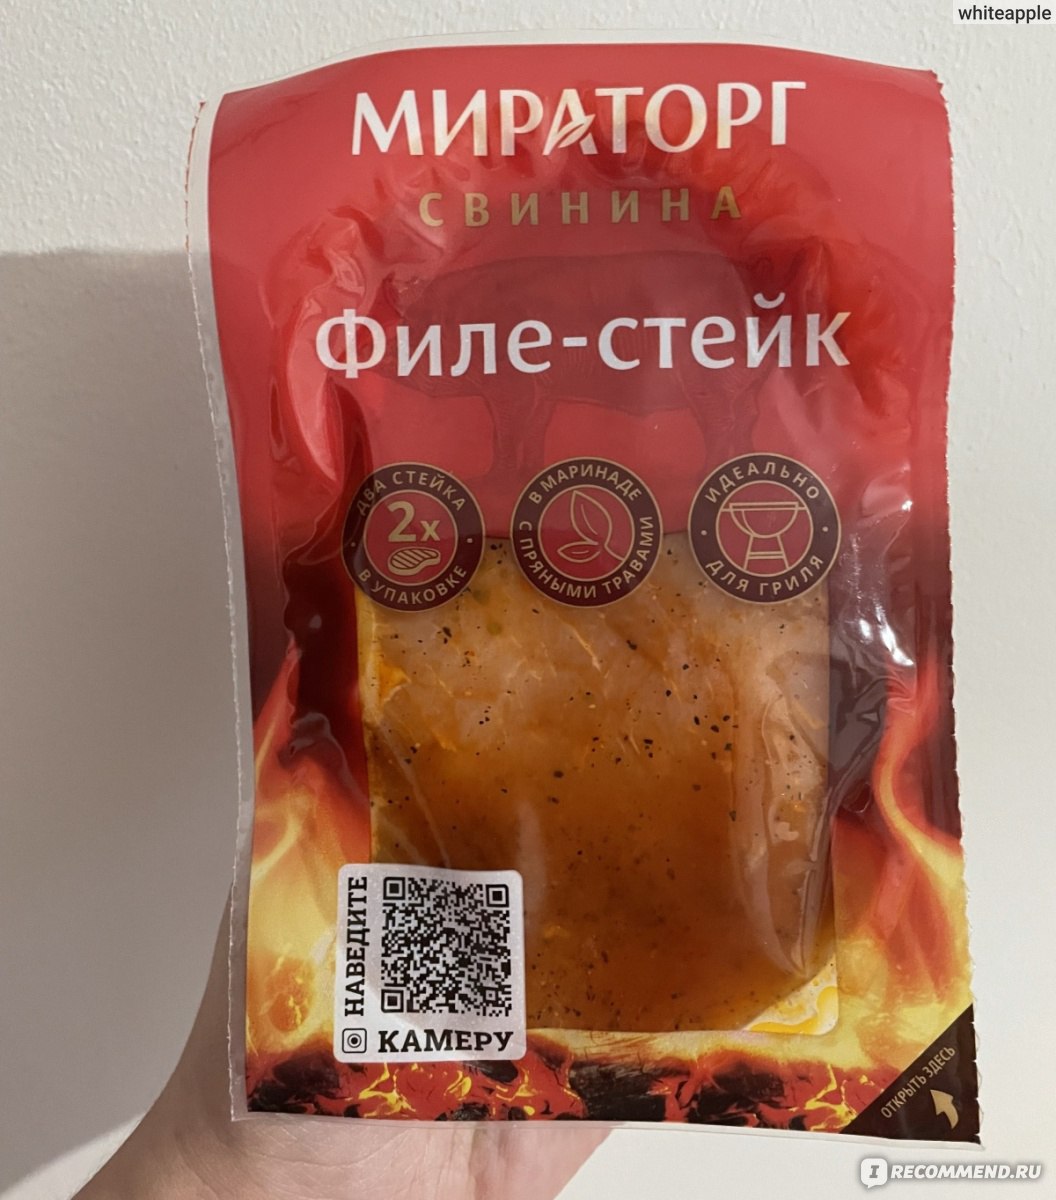 whiteapple
МИРАТОРГ
СВИНИНА
Филе-стейк
ДВА СТЕЙКА
2х
В УПАКОВКЕ
В МАРИНАДЕ
С ПРЯНЫМИ ТРАВАМИ
ИДЕАЛЬНО
ДЛЯ ГРИЛЯ
НАВЕДИТЕ
КАМЕРУ
ОТКРЫТЬ ЗДЕСЬ
I RECOMMEND.RU